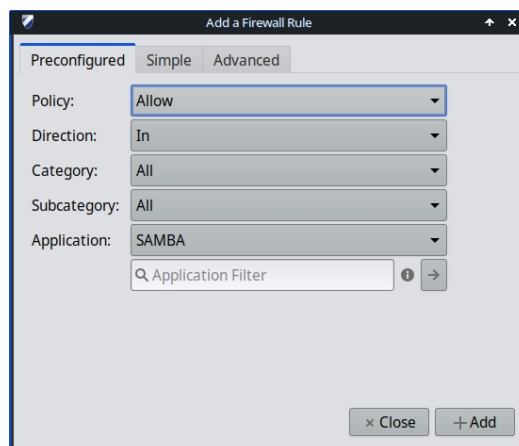 Add a Firewall Rule
Preconfigured Simple Advanced
Policy: Allow
Direction: In
Category: All
Subcategory: All
Application: SAMBA
Application Filter
Close Add